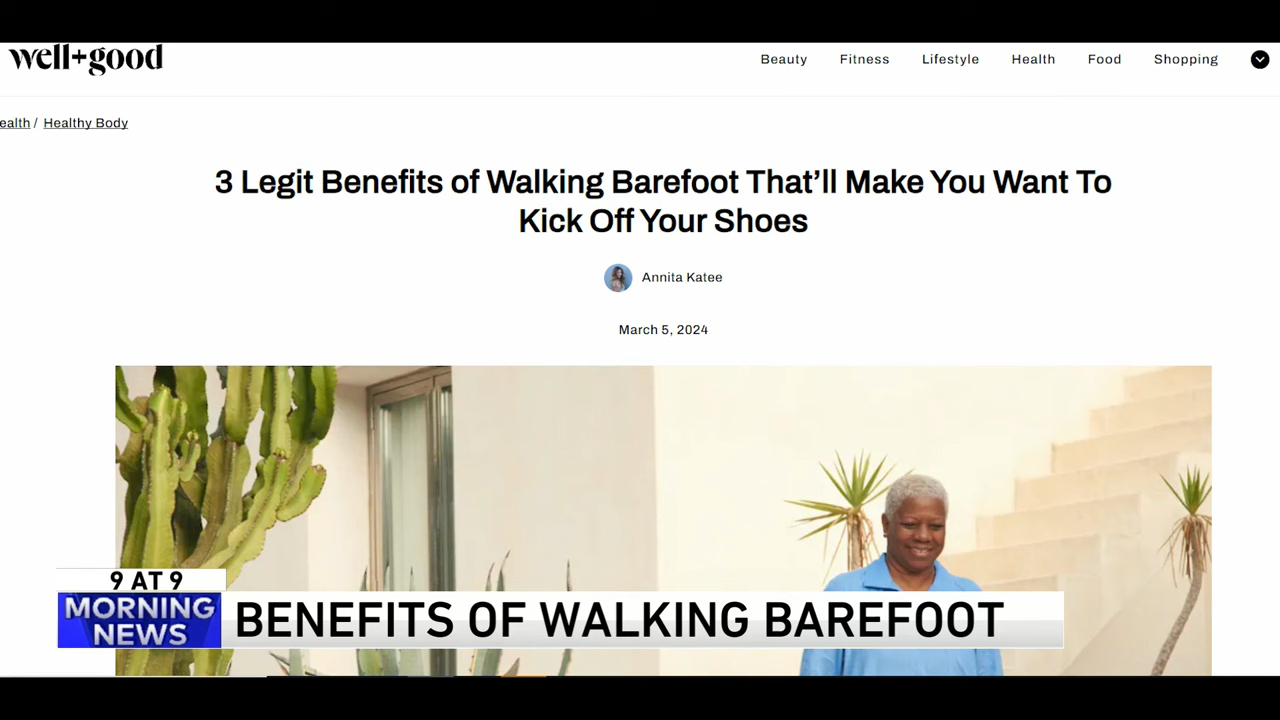 well+good
Beauty Fitness Lifestyle Health Food Shopping
ealth / Healthy Body
3 Legit Benefits of Walking Barefoot That’ll Make You Want To
Kick Off Your Shoes
Annita Katee
March 5, 2024
9 AT 9
MORNING
NEWS
BENEFITS OF WALKING BAREFOOT